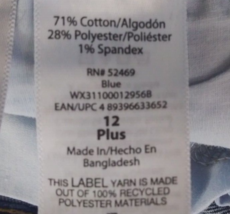 71% Cotton/Algodón
28% Polyester/Poliéster
1% Spandex
RN# 52469
Blue
WX31100012956B
EAN/UPC 4 89396633652
12
Plus
Made In/Hecho En
Bangladesh
THIS LABEL YARN IS MADE
OUT OF 100% RECYCLED
POLYESTER MATERIALS